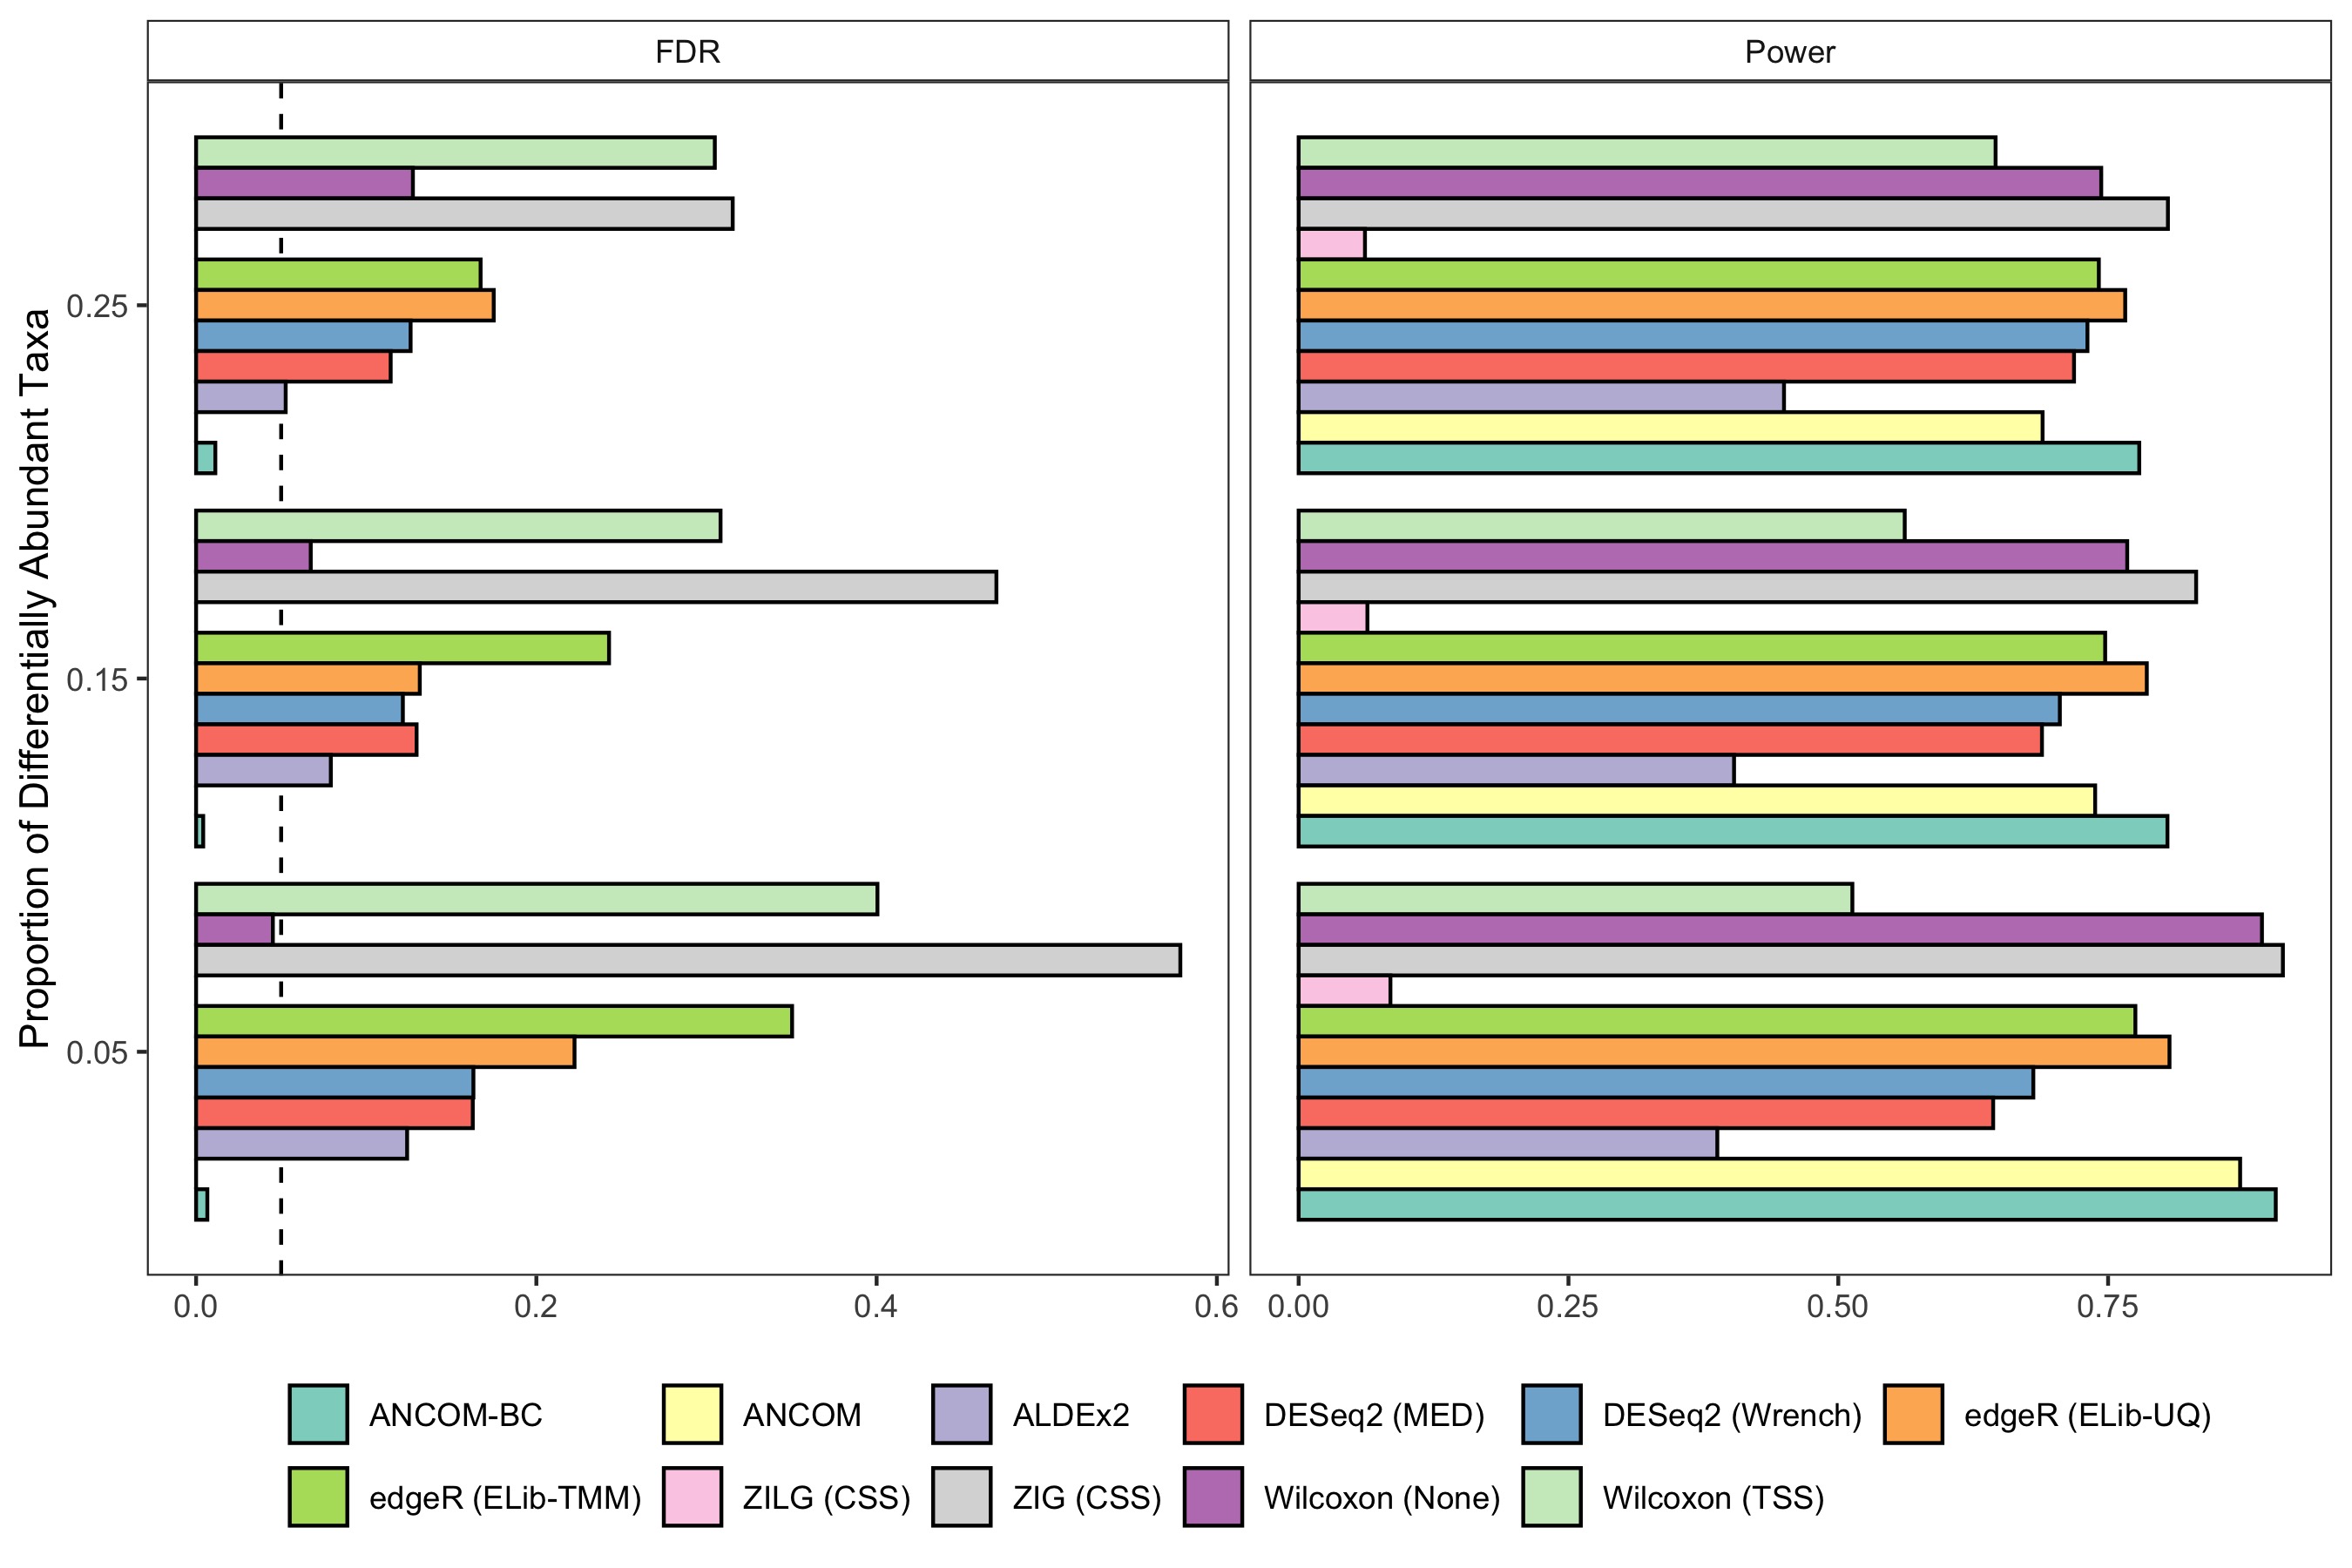 FDR
Power
Proportion of Differentially Abundant Taxa
0.25
0.15
0.05
0.0 0.2 0.4 0.6 0.00 0.25 0.50 0.75
ANCOM-BC ANCOM ALDEx2 DESeq2 (MED) DESeq2 (Wrench) edgeR (ELib-UQ)
edgeR (ELib-TMM) ZILG (CSS) ZIG (CSS) Wilcoxon (None) Wilcoxon (TSS)